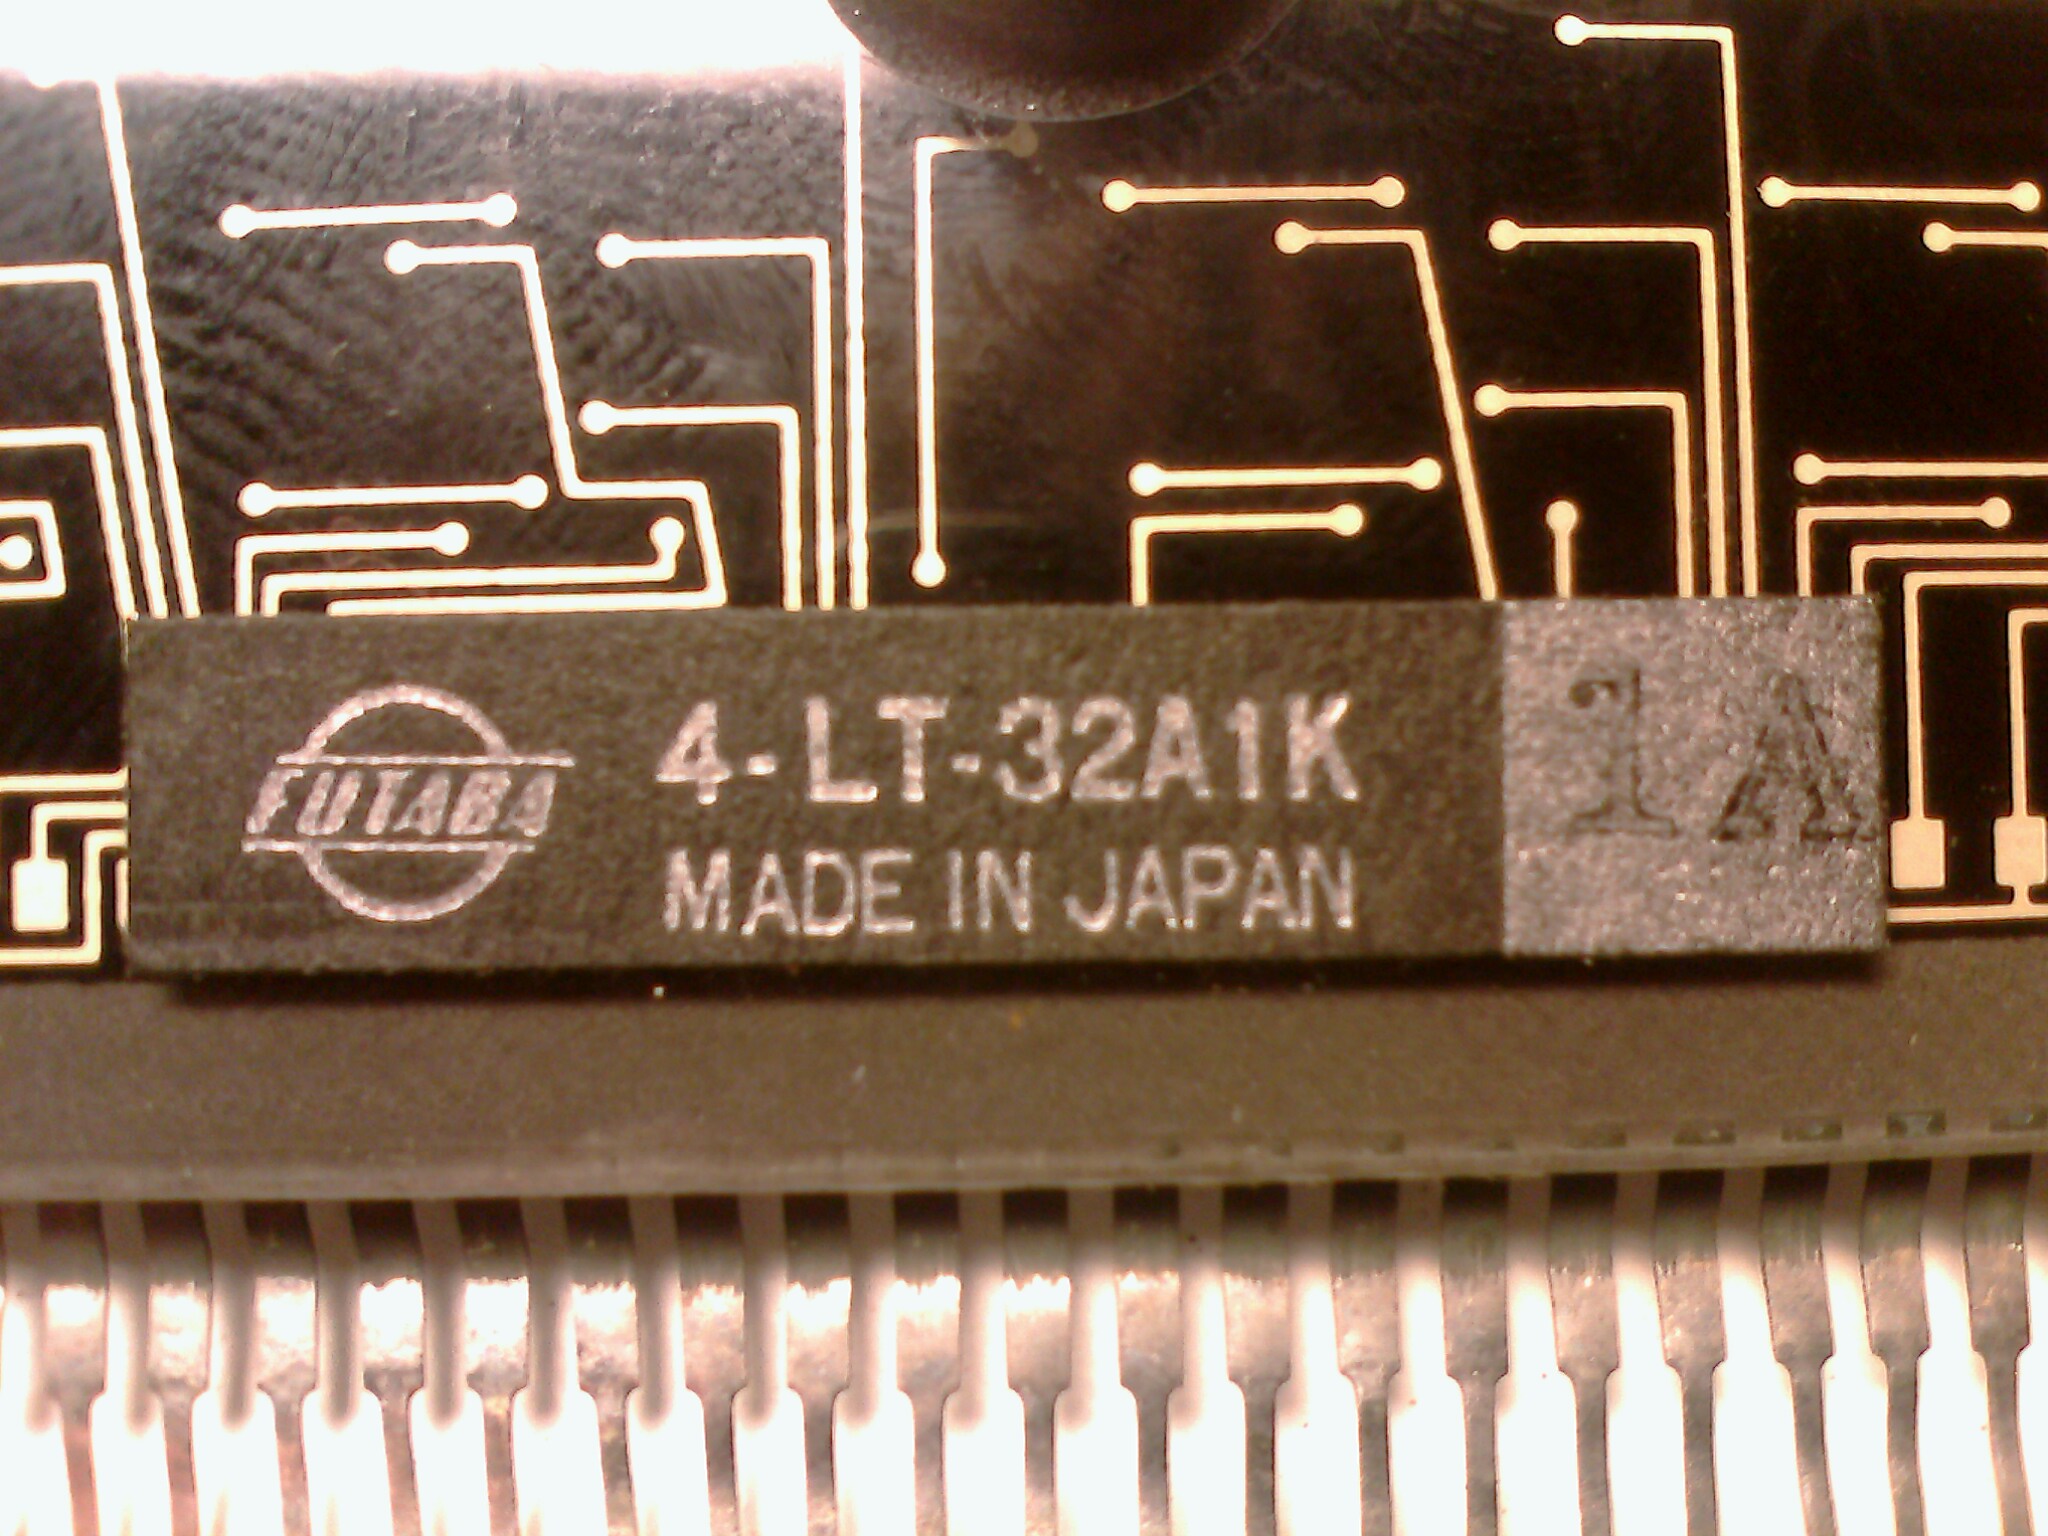 FUTABA
4-LT-32A1K
MADE IN JAPAN
1A